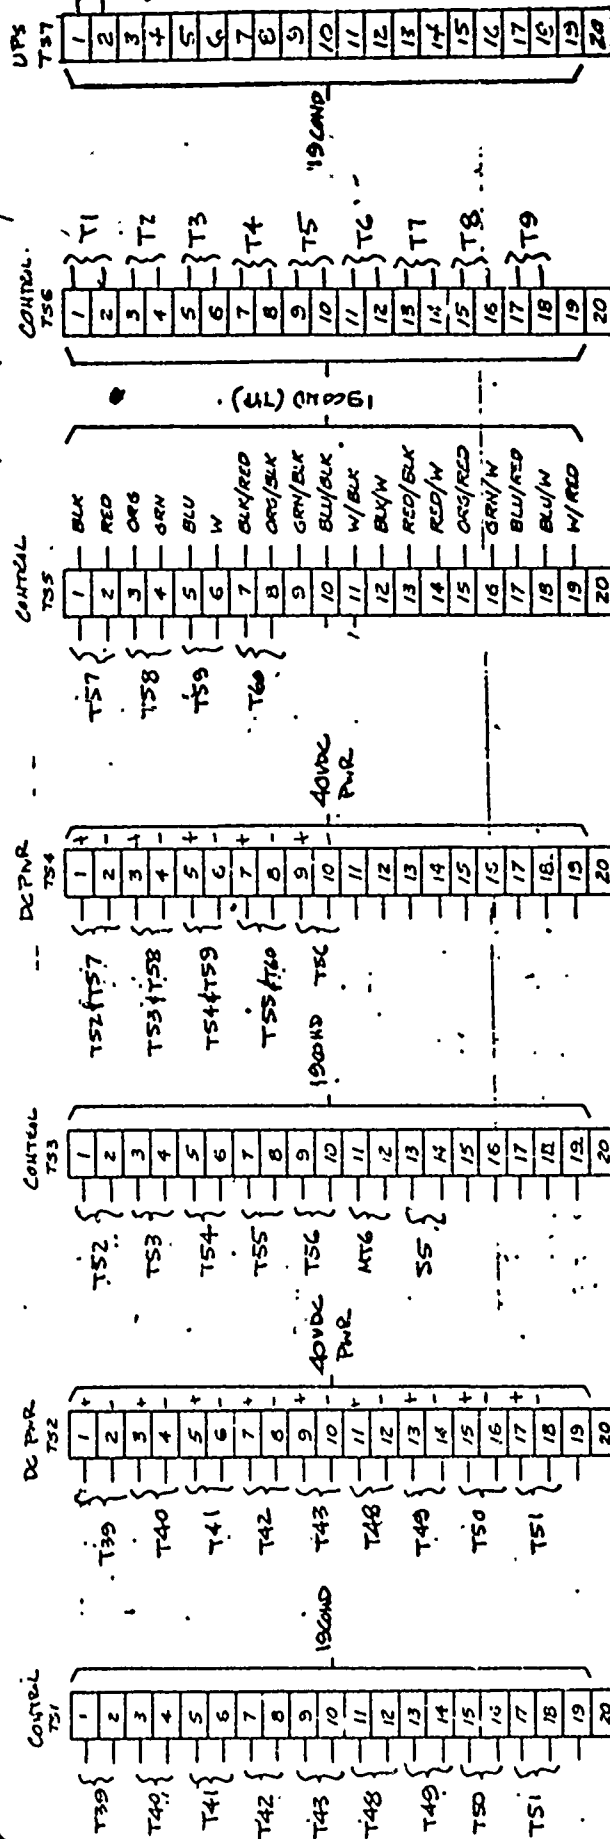 CONTROL
TS1
T39
T40
T41
T42
T43
T48
T49
T50
T51
1
2
3
4
5
6
7
8
9
10
11
12
13
14
15
16
17
18
19
20
19COND
DC PWR
TS2
T39
T40
T41
T42
T43
T48
T49
T50
T51
1 +
2 -
3 +
4 -
5 +
6 -
7 +
8 -
9 +
10 -
11 +
12 -
13 +
14 -
15 +
16 -
17 +
18 -
19
20
40VDC
PWR
CONTROL
TS3
T52
T53
T54
T55
T56
MT6
S5
1
2
3
4
5
6
7
8
9
10
11
12
13
14
15
16
17
18
19
20
19COND
DC PWR
TS4
T52 & T57
T53 & T58
T54 & T59
T55 & T60
T56
1 +
2 -
3 +
4 -
5 +
6 -
7 +
8 -
9 +
10 -
11
12
13
14
15
16
17
18
19
20
40VDC
PWR
CONTROL
TS5
T57
T58
T59
T60
1 BLK
2 RED
3 ORG
4 GRN
5 BLU
6 W
7 BLK/RED
8 ORG/BLK
9 GRN/BLK
10 BLU/BLK
11 W/BLK
12 BLK/W
13 RED/BLK
14 RED/W
15 ORG/RED
16 GRN/W
17 BLU/RED
18 BLU/W
19 W/RED
20
CONTROL
TS6
1
2
3
4
5
6
7
8
9
10
11
12
13
14
15
16
17
18
19
20
T1
T2
T3
T4
T5
T6
T7
T8
T9
19COND
UPS
TS7
1
2
3
4
5
6
7
8
9
10
11
12
13
14
15
16
17
18
19
20